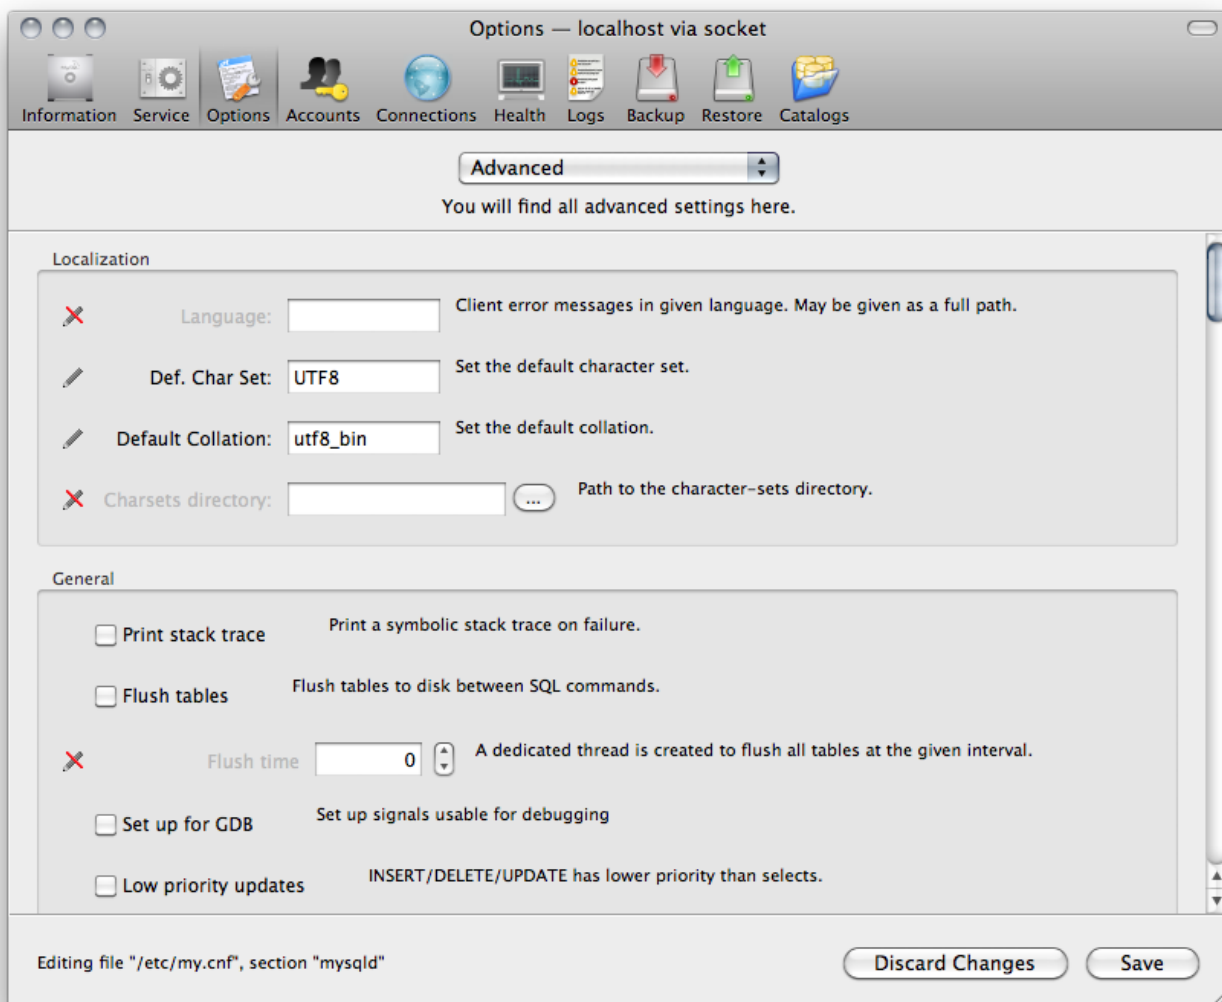 Options — localhost via socket
Information Service Options Accounts Connections Health Logs Backup Restore Catalogs
Advanced
You will find all advanced settings here.
Localization
Language: Client error messages in given language. May be given as a full path.
Def. Char Set: UTF8 Set the default character set.
Default Collation: utf8_bin Set the default collation.
Charsets directory: ... Path to the character-sets directory.
General
Print stack trace Print a symbolic stack trace on failure.
Flush tables Flush tables to disk between SQL commands.
Flush time 0 A dedicated thread is created to flush all tables at the given interval.
Set up for GDB Set up signals usable for debugging
Low priority updates INSERT/DELETE/UPDATE has lower priority than selects.
Editing file "/etc/my.cnf", section "mysqld" Discard Changes Save